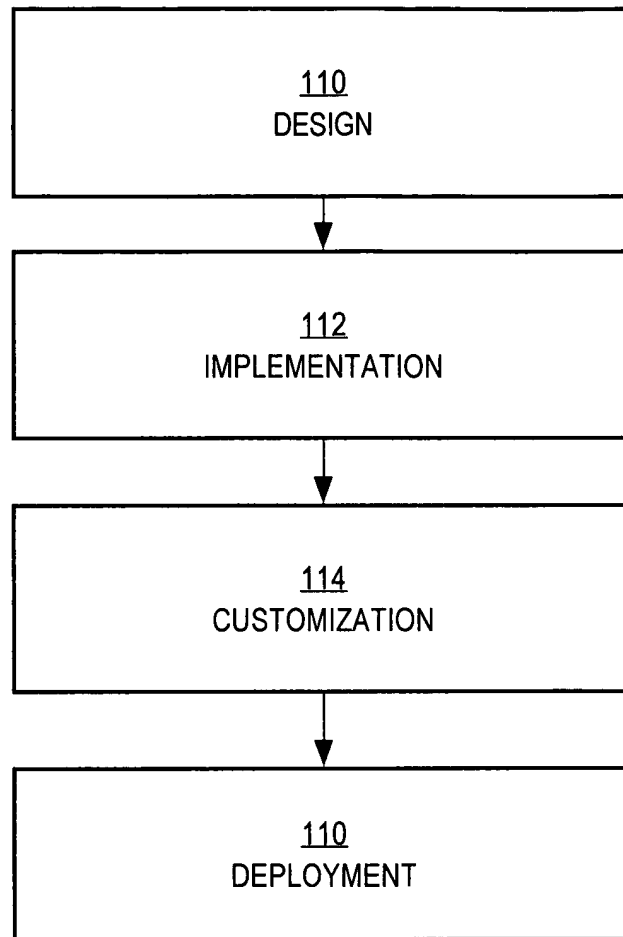 110
DESIGN
112
IMPLEMENTATION
114
CUSTOMIZATION
110
DEPLOYMENT